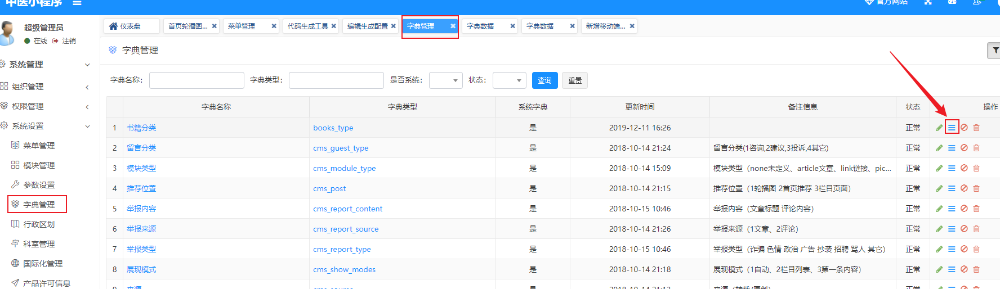 中医小程序
官方网站
超级管理员
在线 注销
仪表盘 首页轮播图... 菜单管理 代码生成工具 编辑生成配置 字典管理 字典数据 字典数据 新增移动端...
字典管理
系统管理
组织管理
权限管理
系统设置
菜单管理
模块管理
参数设置
字典管理
行政区划
科室管理
国际化管理
产品许可信息
字典名称： 字典类型： 是否系统： 状态： 查询 重置
字典名称 字典类型 系统字典 更新时间 备注信息 状态 操作
1 书籍分类 books_type 是 2019-12-11 16:26 正常
2 留言分类 cms_guest_type 是 2018-10-14 21:24 留言分类(1咨询,2建议,3投诉,4其它) 正常
3 模块类型 cms_module_type 是 2018-10-14 15:09 模块类型（none未定义、article文章、link链接、pic... 正常
4 推荐位置 cms_post 是 2018-10-14 21:15 推荐位置（1轮播图 2首页推荐 3栏目页面） 正常
5 举报内容 cms_report_content 是 2018-10-15 10:46 举报内容（文章标题 评论内容） 正常
6 举报来源 cms_report_source 是 2018-10-14 21:26 举报来源（1文章、2评论） 正常
7 举报类型 cms_report_type 是 2018-10-15 10:46 举报类型（诈骗 色情 政治 广告 抄袭 招聘 骂人 其它） 正常
8 展现模式 cms_show_modes 是 2018-10-14 21:18 展现模式（1自动、2栏目列表、3第一条内容） 正常
9 来源 cms_source 是 2018-10-14 21:13 来源（转载/原创） 正常